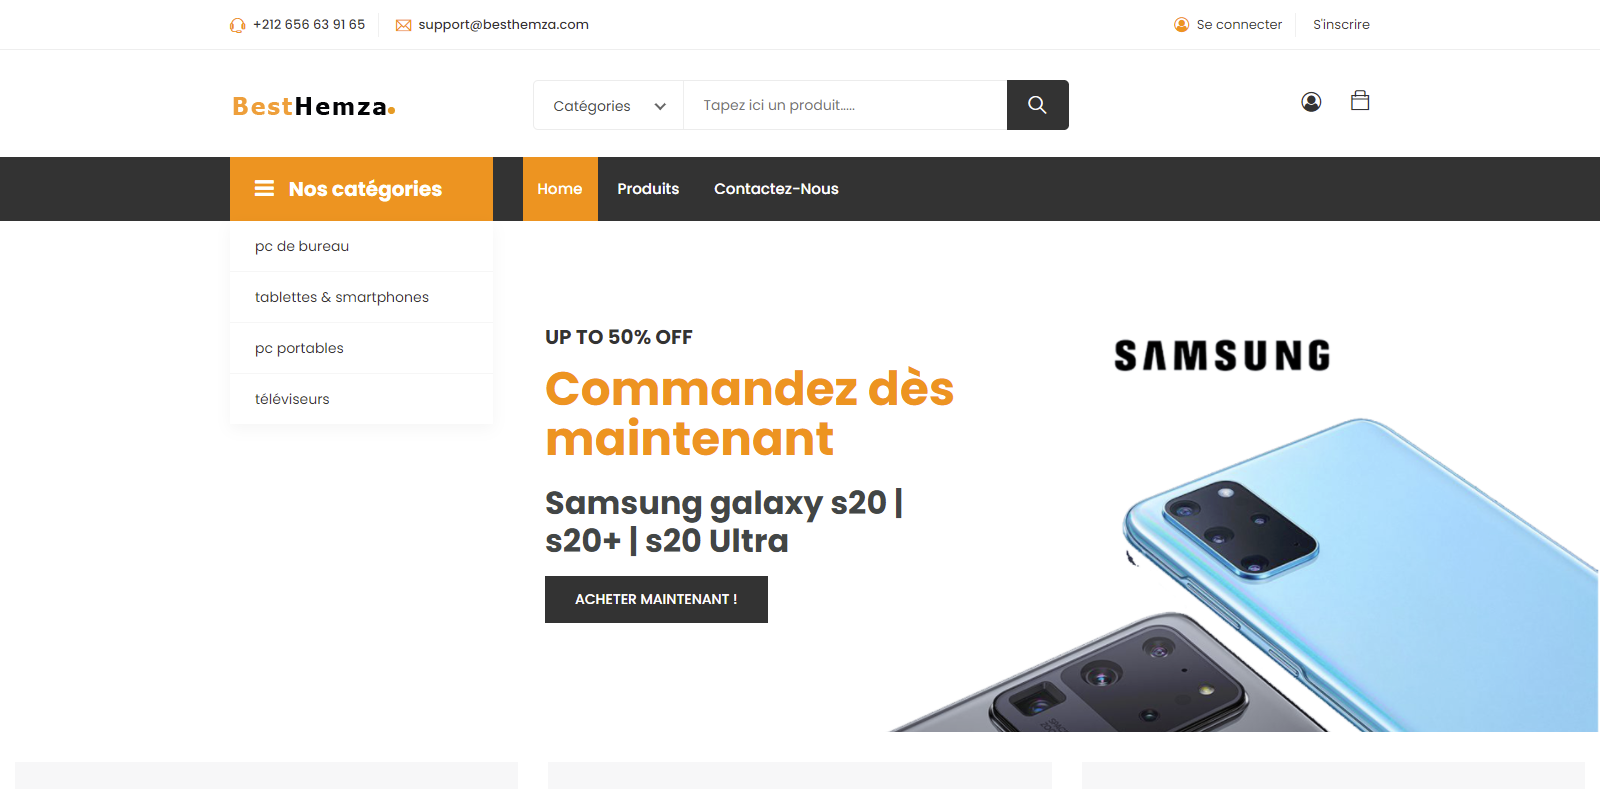 +212 656 63 91 65
support@besthemza.com
Se connecter
S'inscrire
BestHemza.
Catégories
Tapez ici un produit.....
Nos catégories
Home
Produits
Contactez-Nous
pc de bureau
tablettes & smartphones
pc portables
téléviseurs
UP TO 50% OFF
Commandez dès
maintenant
Samsung galaxy s20 |
s20+ | s20 Ultra
ACHETER MAINTENANT !
SAMSUNG